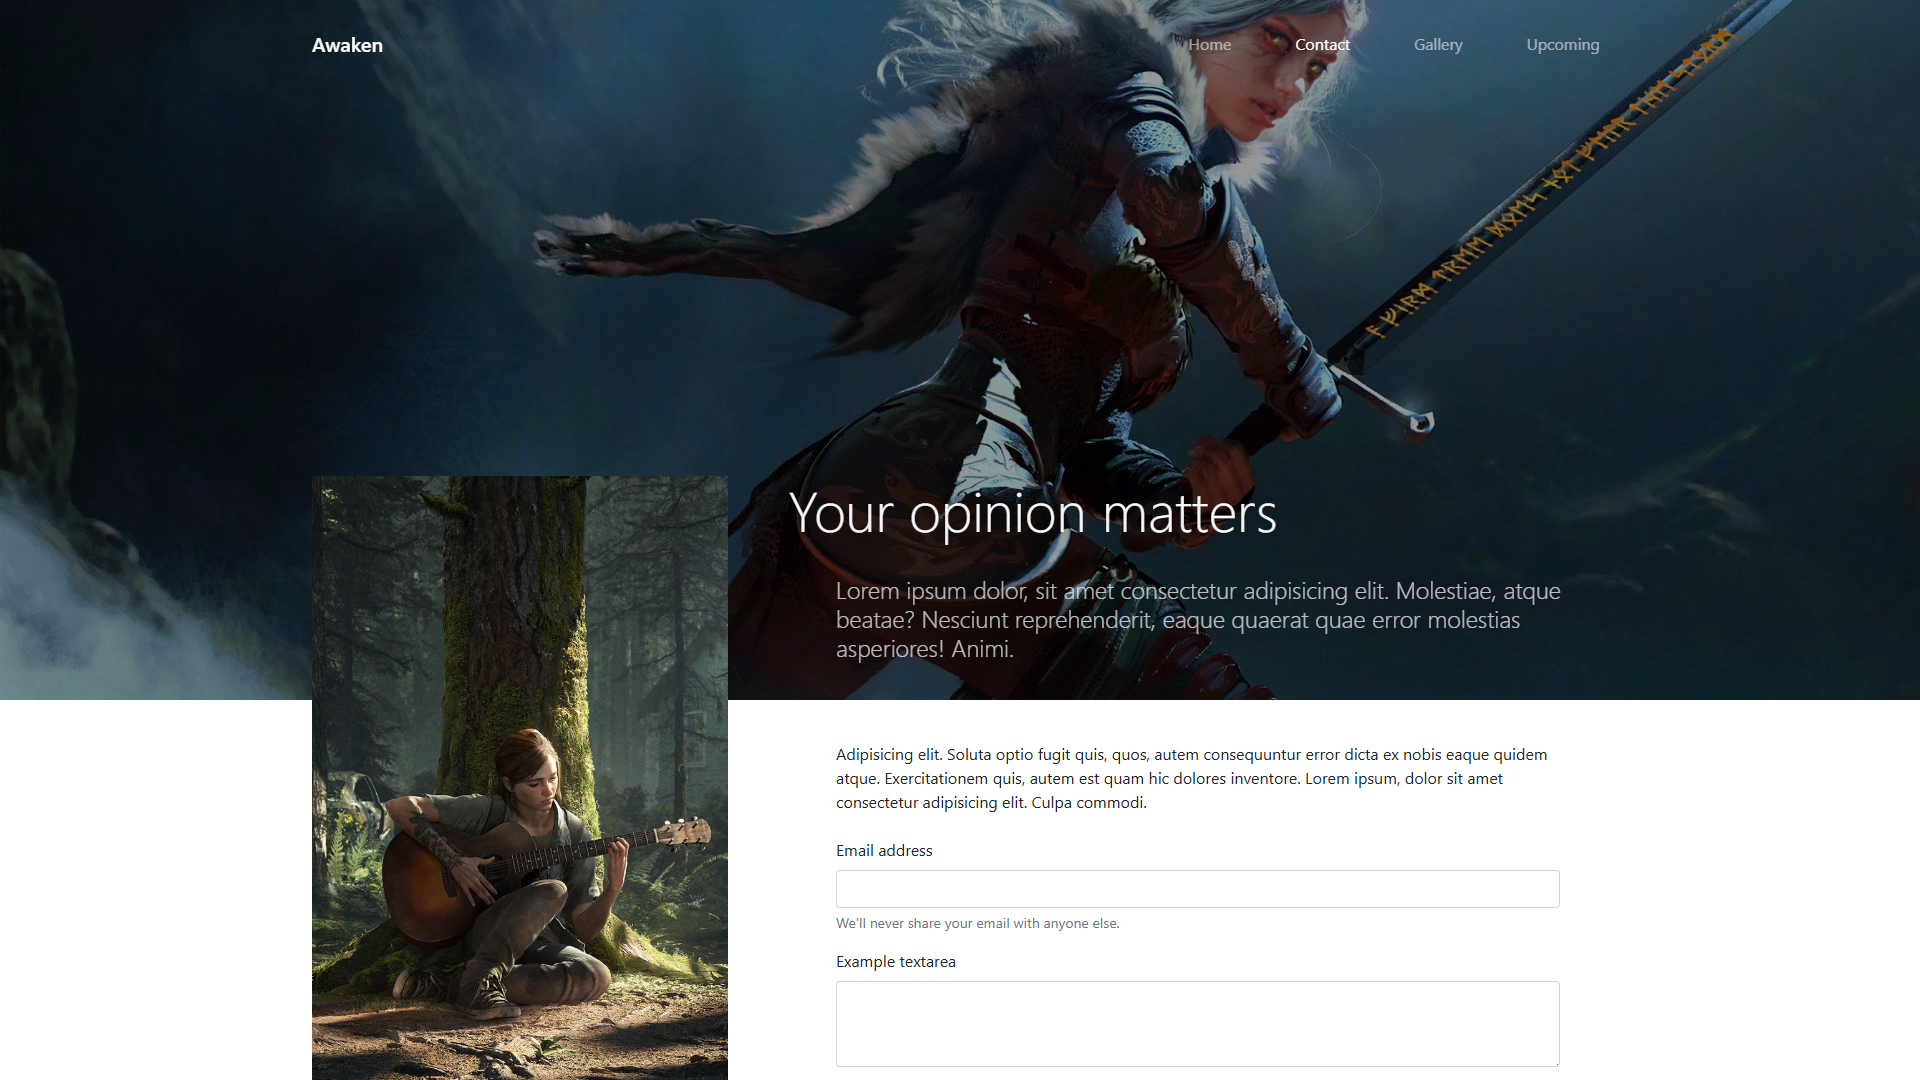 Awaken
Home
Contact
Gallery
Upcoming
Your opinion matters
Lorem ipsum dolor, sit amet consectetur adipisicing elit. Molestiae, atque
beatae? Nesciunt reprehenderit, eaque quaerat quae error molestias
asperiores! Animi.
Adipisicing elit. Soluta optio fugit quis, quos, autem consequuntur error dicta ex nobis eaque quidem
atque. Exercitationem quis, autem est quam hic dolores inventore. Lorem ipsum, dolor sit amet
consectetur adipisicing elit. Culpa commodi.
Email address
We'll never share your email with anyone else.
Example textarea